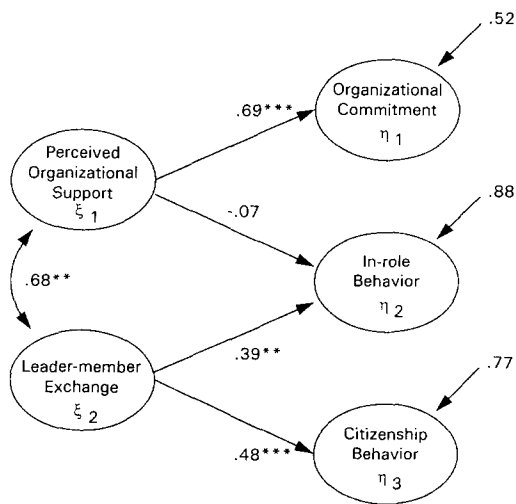 .52
Organizational
Commitment
η 1
.69***
Perceived
Organizational
Support
ξ 1
.88
-.07
In-role
Behavior
η 2
.68**
.39**
.77
Leader-member
Exchange
ξ 2
Citizenship
Behavior
η 3
.48***